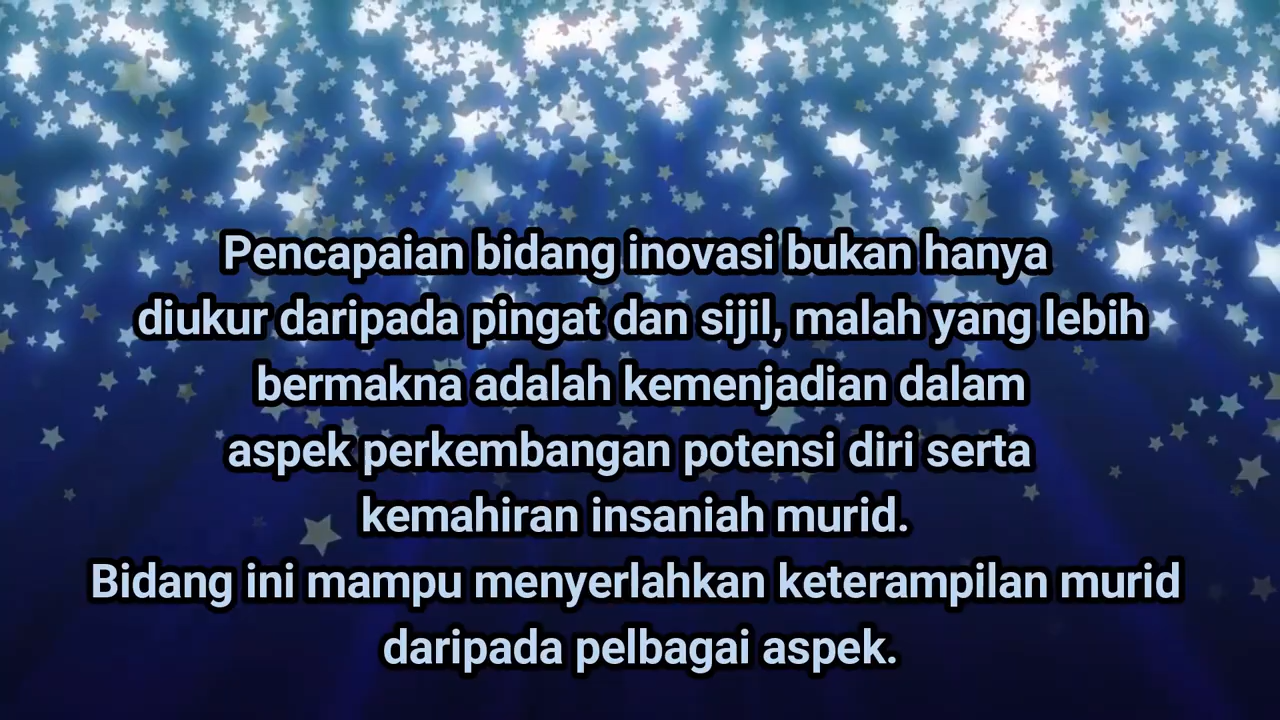 Pencapaian bidang inovasi bukan hanya
diukur daripada pingat dan sijil, malah yang lebih
bermakna adalah kemenjadian dalam
aspek perkembangan potensi diri serta
kemahiran insaniah murid.
Bidang ini mampu menyerlahkan keterampilan murid
daripada pelbagai aspek.